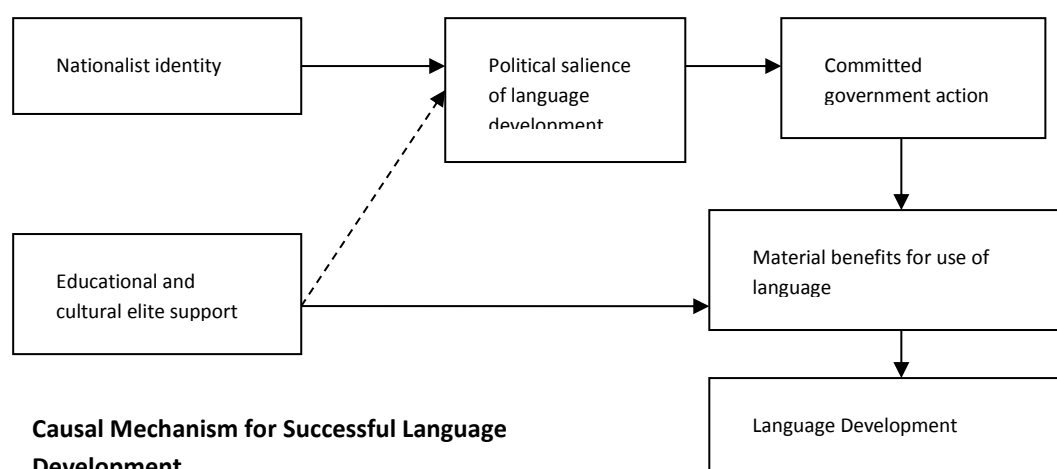 Nationalist identity
Political salience
of language
development
Committed
government action
Educational and
cultural elite support
Material benefits for use of
language
Language Development
Causal Mechanism for Successful Language
Development